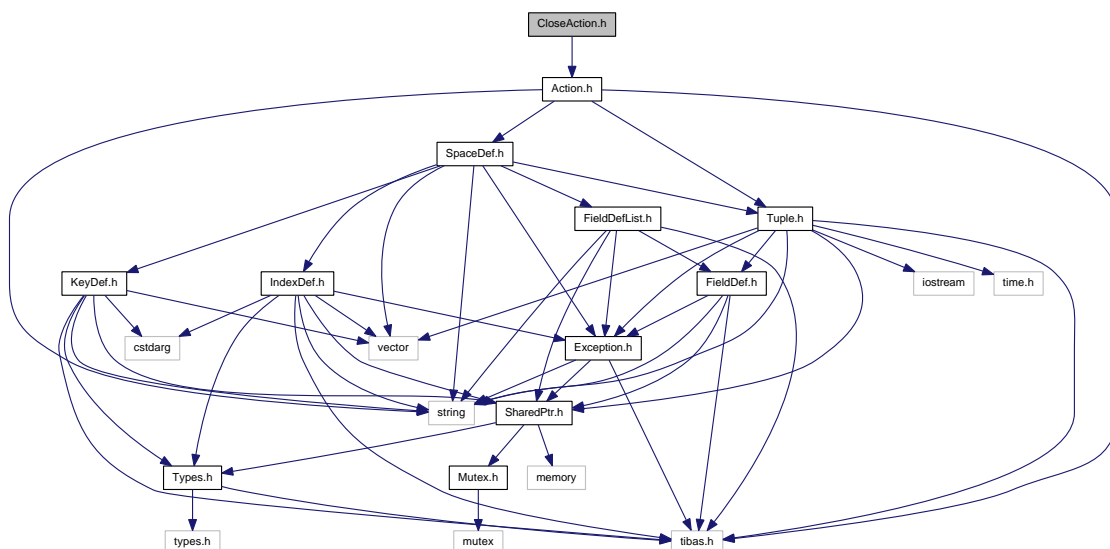 CloseAction.h
Action.h
SpaceDef.h
FieldDefList.h
Tuple.h
KeyDef.h
IndexDef.h
FieldDef.h
iostream
time.h
cstdarg
vector
Exception.h
string
SharedPtr.h
Types.h
Mutex.h
memory
types.h
mutex
tibas.h